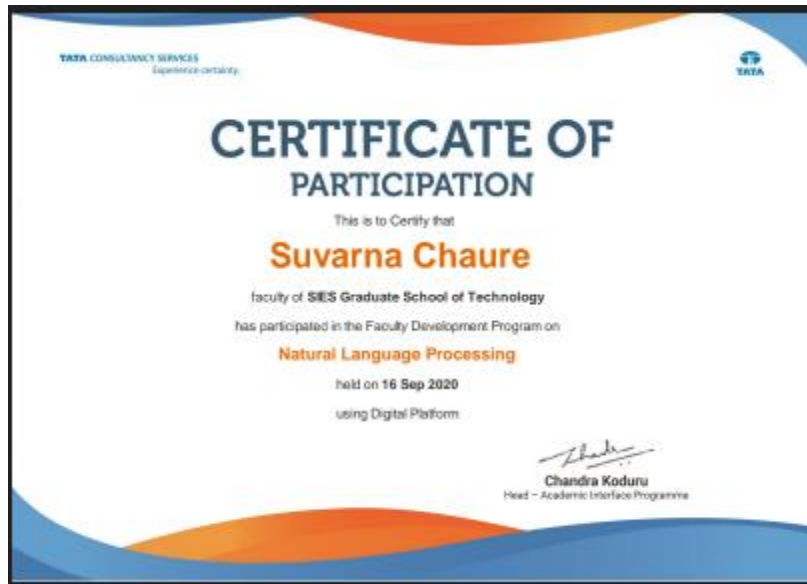 TATA CONSULTANCY SERVICES
Experience certainty.
TATA
CERTIFICATE OF
PARTICIPATION
This is to Certify that
Suvarna Chaure
faculty of SIES Graduate School of Technology
has participated in the Faculty Development Program on
Natural Language Processing
held on 16 Sep 2020
using Digital Platform
Chandra Koduru
Head – Academic Interface Programme